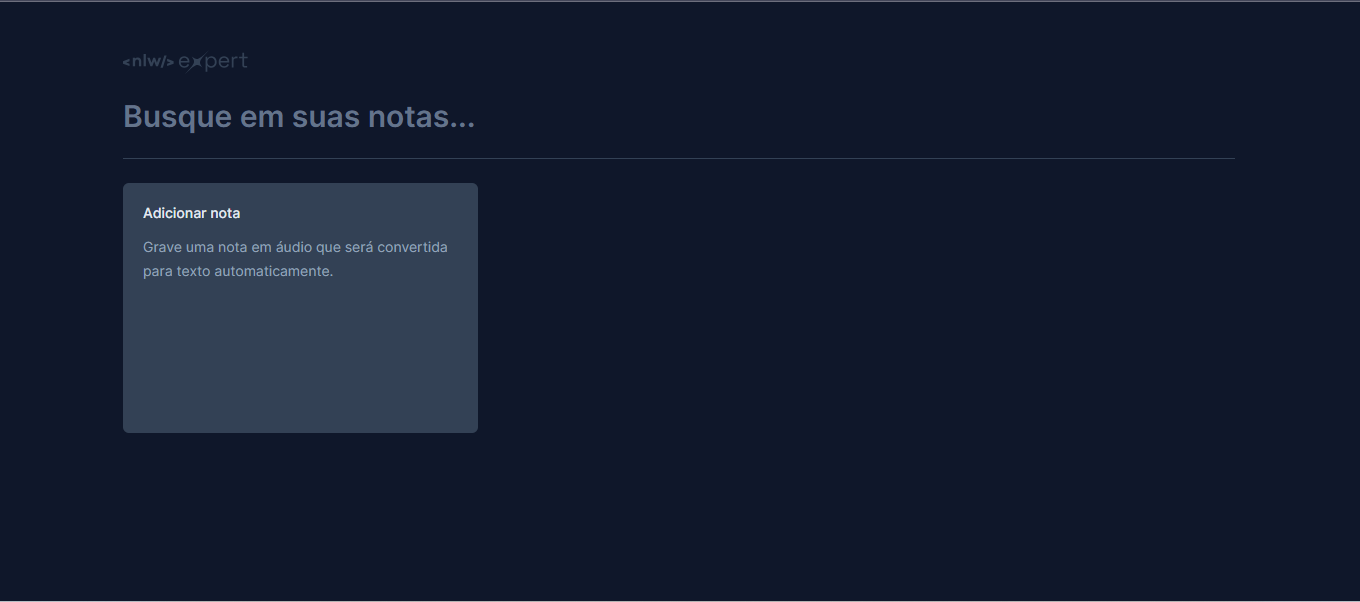 <nlw/> expert
Busque em suas notas...
Adicionar nota
Grave uma nota em áudio que será convertida
para texto automaticamente.